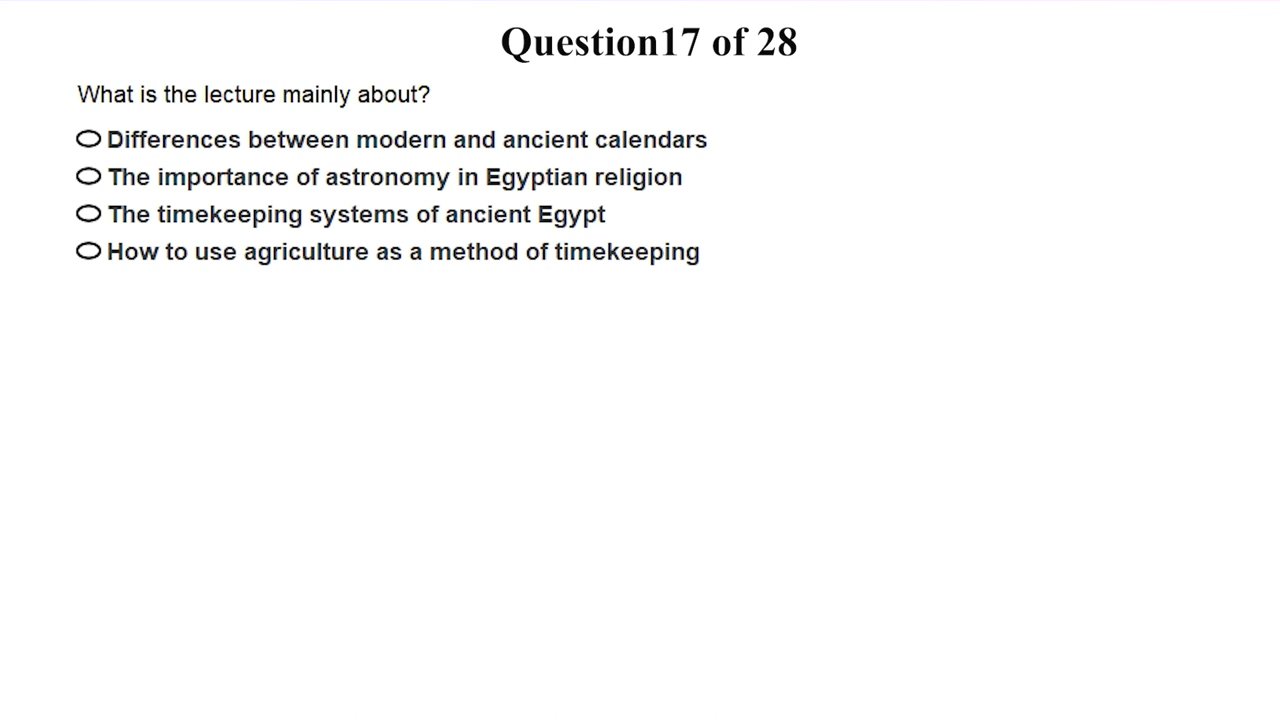 Question17 of 28
What is the lecture mainly about?
Differences between modern and ancient calendars
The importance of astronomy in Egyptian religion
The timekeeping systems of ancient Egypt
How to use agriculture as a method of timekeeping